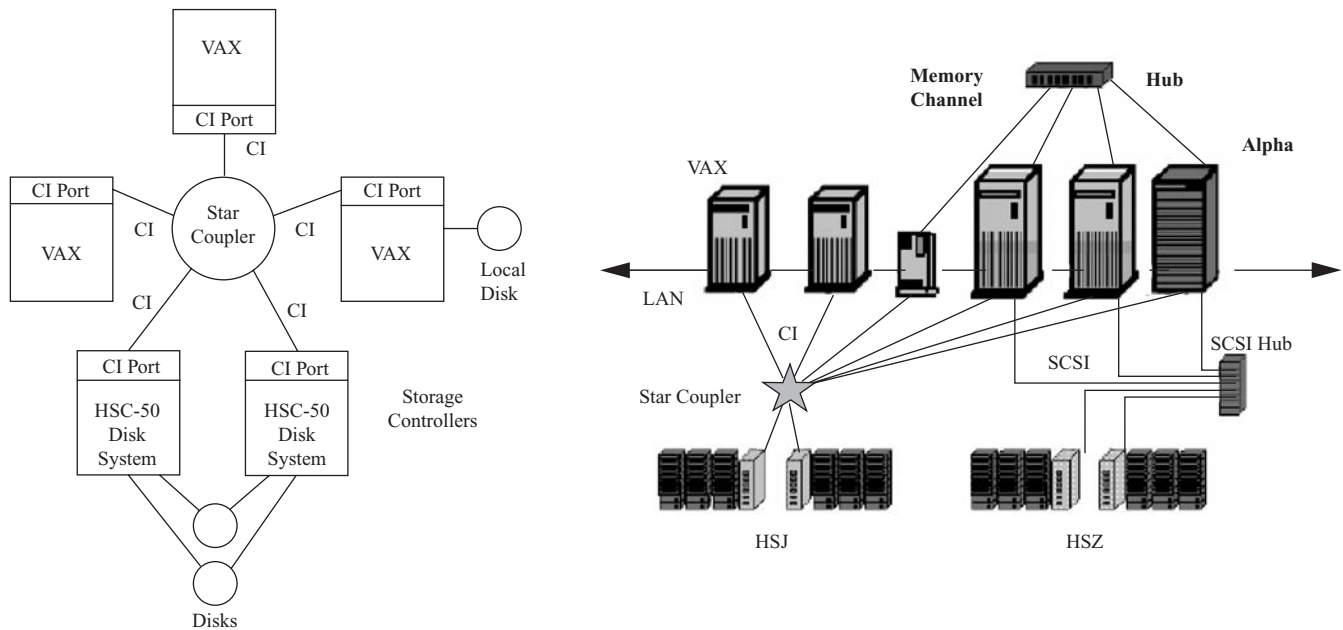 VAX
CI Port
CI
CI Port
VAX
CI
Star
Coupler
CI
CI Port
VAX
Local
Disk
CI
CI
CI Port
HSC-50
Disk
System
CI Port
HSC-50
Disk
System
Storage
Controllers
Disks
Memory
Channel
Hub
Alpha
VAX
LAN
CI
Star Coupler
SCSI
SCSI Hub
HSJ
HSZ